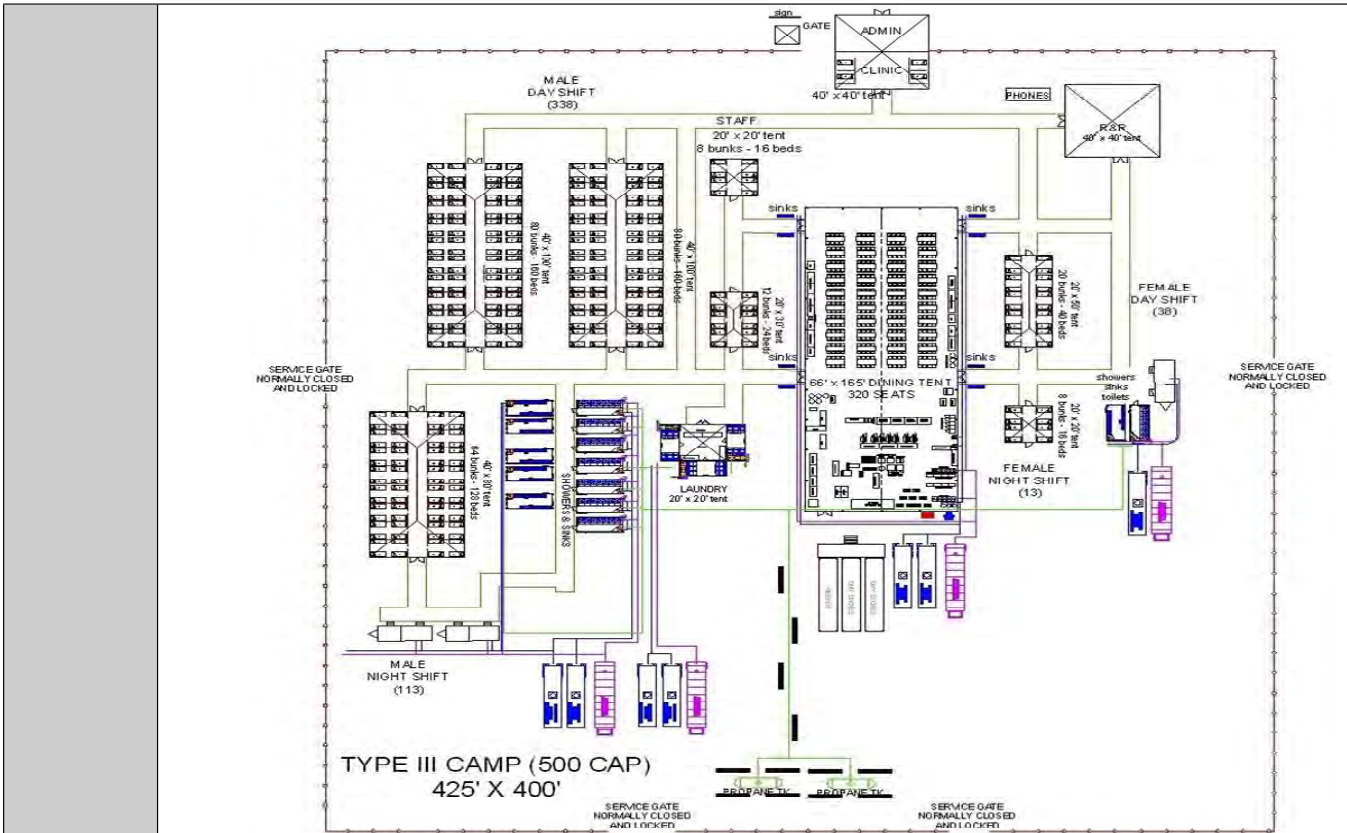 sign
GATE
ADMIN
CLINIC
40' x 40' tent
MALE
DAY SHIFT
(338)
PHONES
R&R
40' x 40' tent
STAFF
20' x 20' tent
8 bunks - 16 beds
40' x 100' tent
80 bunks - 160 beds
40' x 100' tent
80 bunks - 160 beds
sinks
sinks
20' x 30' tent
12 bunks - 24 beds
20' x 50' tent
20 bunks - 40 beds
FEMALE
DAY SHIFT
(38)
sinks
sinks
SERVICE GATE
NORMALLY CLOSED
AND LOCKED
66' x 165' DINING TENT
320 SEATS
showers
sinks
toilets
SERVICE GATE
NORMALLY CLOSED
AND LOCKED
40' x 80' tent
64 bunks - 128 beds
SHOWERS & SINKS
LAUNDRY
20' x 20' tent
20' x 20' tent
8 bunks - 16 beds
FEMALE
NIGHT SHIFT
(13)
DRY STORES
DRY STORES
MALE
NIGHT SHIFT
(113)
TYPE III CAMP (500 CAP)
425' X 400'
PROPANE TK
PROPANE TK
SERVICE GATE
NORMALLY CLOSED
AND LOCKED
SERVICE GATE
NORMALLY CLOSED
AND LOCKED